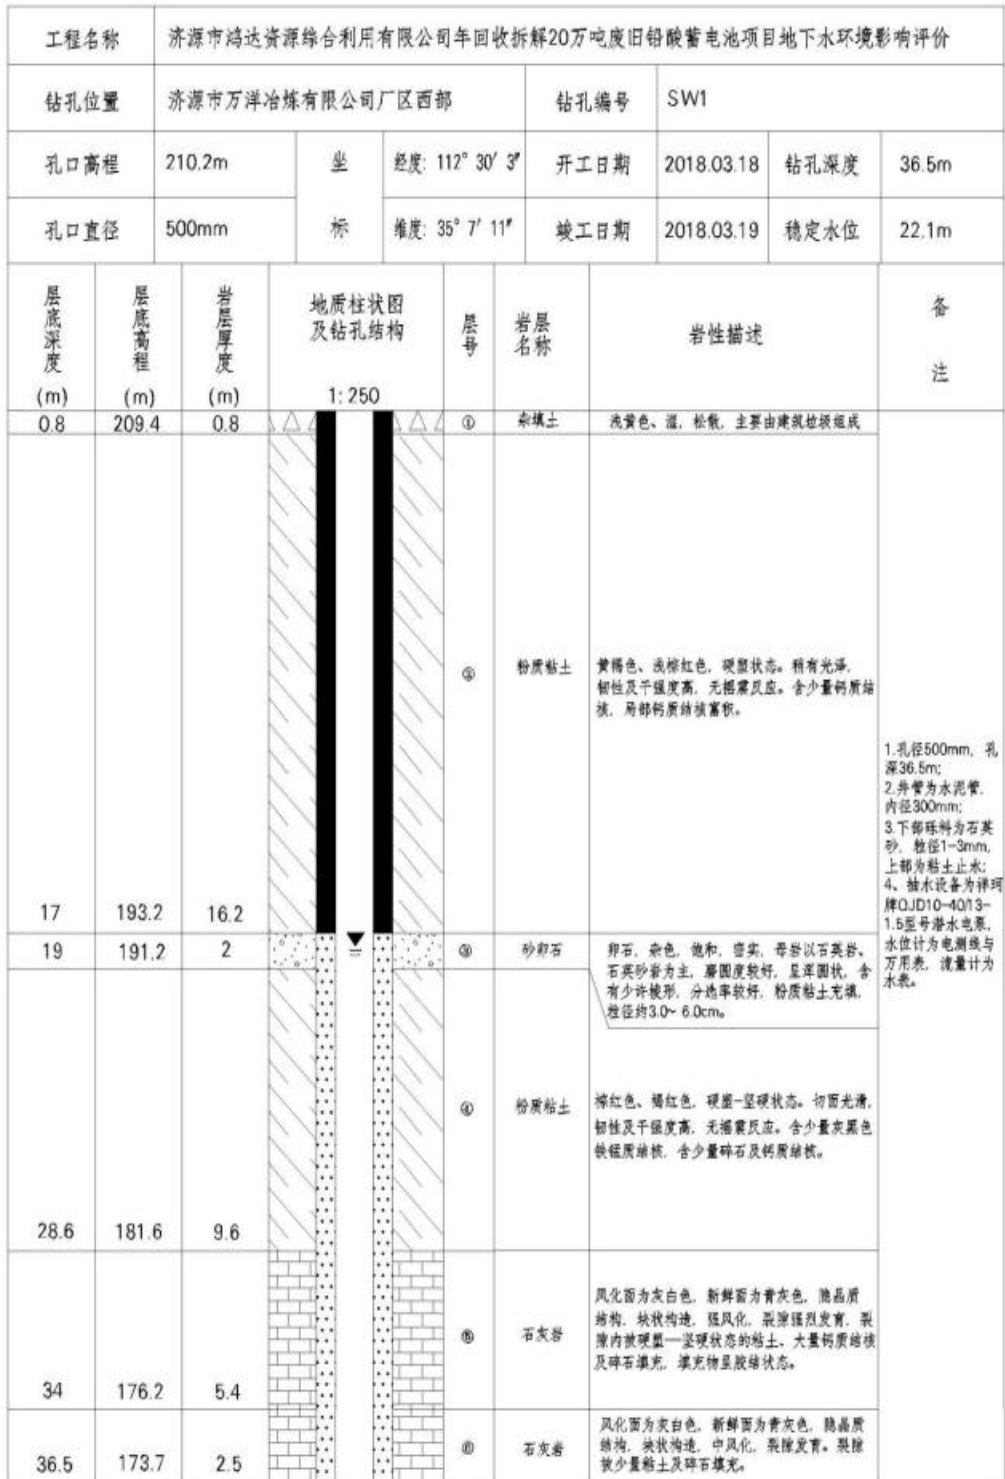 工程名称 济源市鸿达资源综合利用有限公司年回收拆解20万吨废旧铅酸蓄电池项目地下水环境影响评价
钻孔位置 济源市万洋冶炼有限公司厂区西部 钻孔编号 SW1
孔口高程 210.2m 坐 经度: 112° 30′ 3″ 开工日期 2018.03.18 钻孔深度 36.5m
孔口直径 500mm 标 维度: 35° 7′ 11″ 竣工日期 2018.03.19 稳定水位 22.1m
层底深度(m) 层底高程(m) 岩层厚度(m) 地质柱状图及钻孔结构 1:250 层号 岩层名称 岩性描述 备注
0.8 209.4 0.8 ① 杂填土 浅黄色、湿, 松散, 主要由建筑垃圾组成
17 193.2 16.2 ② 粉质粘土
黄褐色、浅棕红色, 硬塑状态。稍有光泽,
韧性及干强度高, 无摇震反应。含少量钙质结
核, 局部钙质结核富积。
19 191.2 2 ③ 砂卵石
卵石, 杂色, 饱和, 密实, 母岩以石英岩、
石英砂岩为主, 磨圆度较好, 呈浑圆状, 含
有少许棱形, 分选率较好, 粉质粘土充填,
粒径约3.0~ 6.0cm。
28.6 181.6 9.6 ④ 粉质粘土
棕红色、褐红色, 硬塑-坚硬状态。切面光滑,
韧性及干强度高, 无摇震反应。含少量灰黑色
铁锰质结核, 含少量碎石及钙质结核。
34 176.2 5.4 石灰岩
风化面为灰白色, 新鲜面为青灰色, 隐晶质
结构, 块状构造, 强风化, 裂隙强烈发育, 裂
隙内被硬塑—坚硬状态的粘土、大量钙质结核
及碎石填充, 填充物呈胶结状态。
36.5 173.7 2.5 石灰岩
风化面为灰白色, 新鲜面为青灰色, 隐晶质
结构, 块状构造, 中风化, 裂隙发育。裂隙
被少量粘土及碎石填充。
1.孔径500mm, 孔
深36.5m;
2.井管为水泥管,
内径300mm;
3.下部砾料为石英
砂, 粒径1-3mm,
上部为粘土止水;
4、抽水设备为祥珂
牌QJD10-40/13-
1.5型号潜水电泵,
水位计为电测线与
万用表, 流量计为
水表。